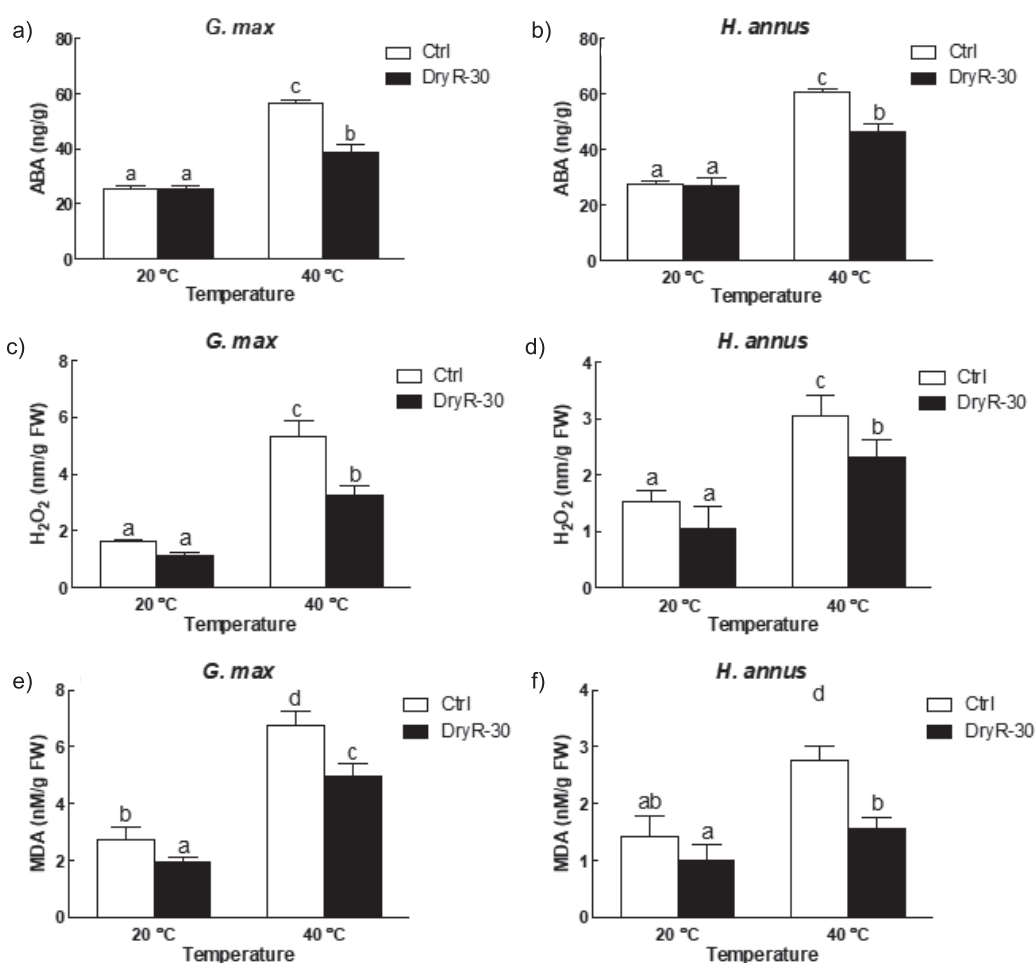 a)
G. max
80
60
40
20
0
ABA (ng/g)
Ctrl
DryR-30
a
a
c
b
20 °C
40 °C
Temperature
b)
H. annus
80
60
40
20
0
ABA (ng/g)
Ctrl
DryR-30
a
a
c
b
20 °C
40 °C
Temperature
c)
G. max
8
6
4
2
0
H₂O₂ (nm/g FW)
Ctrl
DryR-30
a
a
c
b
20 °C
40 °C
Temperature
d)
H. annus
4
3
2
1
0
H₂O₂ (nm/g FW)
Ctrl
DryR-30
a
a
c
b
20 °C
40 °C
Temperature
e)
G. max
8
6
4
2
0
MDA (nM/g FW)
Ctrl
DryR-30
b
a
d
c
20 °C
40 °C
Temperature
f)
H. annus
4
3
2
1
0
MDA (nM/g FW)
Ctrl
DryR-30
ab
a
d
b
20 °C
40 °C
Temperature